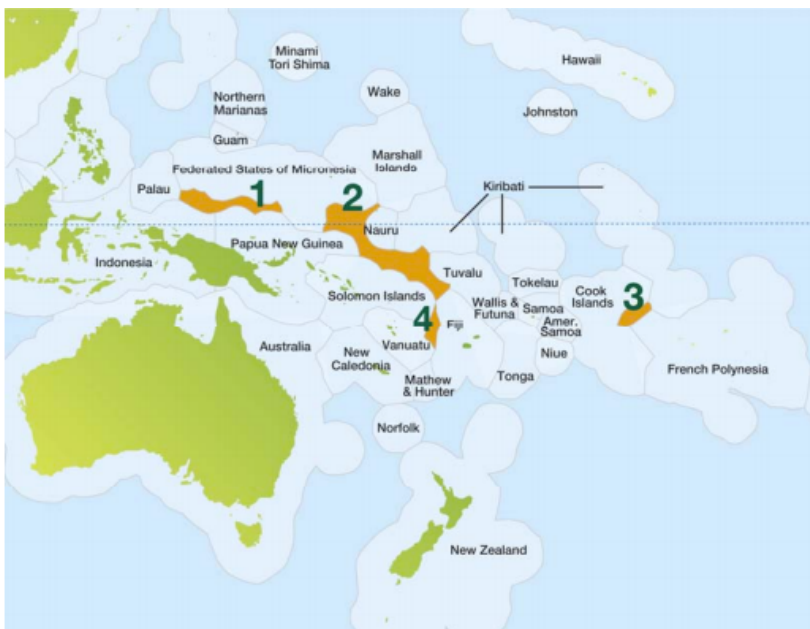 Minami
Tori Shima
Hawaii
Wake
Northern
Marianas
Johnston
Guam
Marshall
Islands
Federated States of Micronesia
Palau
1
2
Kiribati
Nauru
Papua New Guinea
Indonesia
Tuvalu
Tokelau
Cook
Islands
3
Solomon Islands
Wallis &
Futuna
Samoa
Amer.
Samoa
4
Fiji
Vanuatu
Australia
New
Caledonia
Niue
French Polynesia
Tonga
Mathew
& Hunter
Norfolk
New Zealand